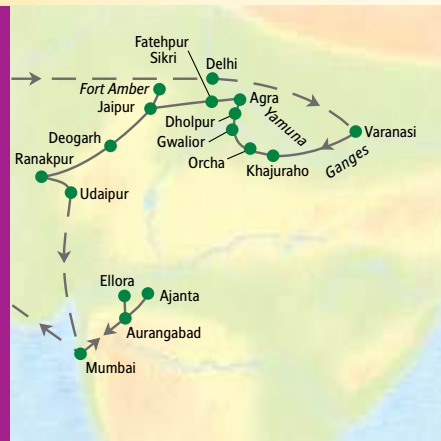 Fatehpur
Sikri
Delhi
Fort Amber
Jaipur
Agra
Dholpur
Yamuna
Varanasi
Gwalior
Deogarh
Orcha
Khajuraho
Ganges
Ranakpur
Udaipur
Ellora
Ajanta
Aurangabad
Mumbai